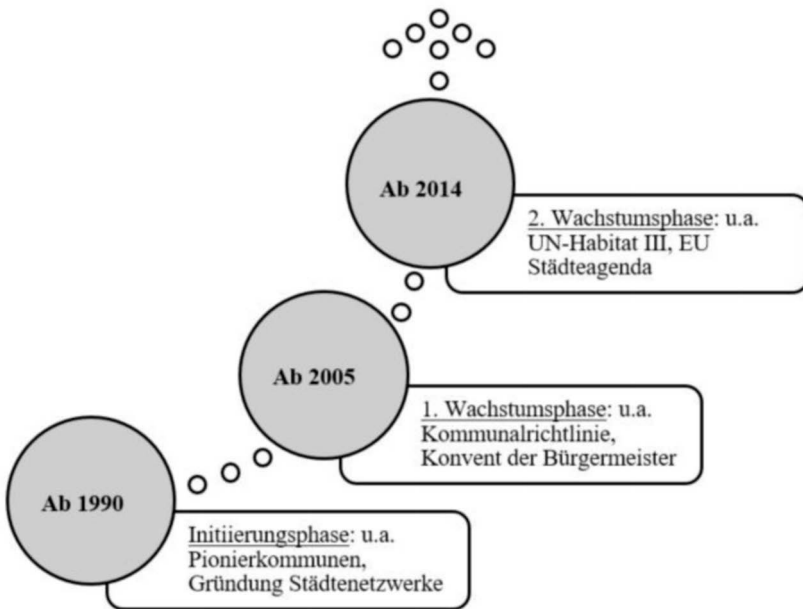 Ab 2014
2. Wachstumsphase: u.a.
UN-Habitat III, EU
Städteagenda
Ab 2005
1. Wachstumsphase: u.a.
Kommunalrichtlinie,
Konvent der Bürgermeister
Ab 1990
Initiierungsphase: u.a.
Pionierkommunen,
Gründung Städtenetzwerke